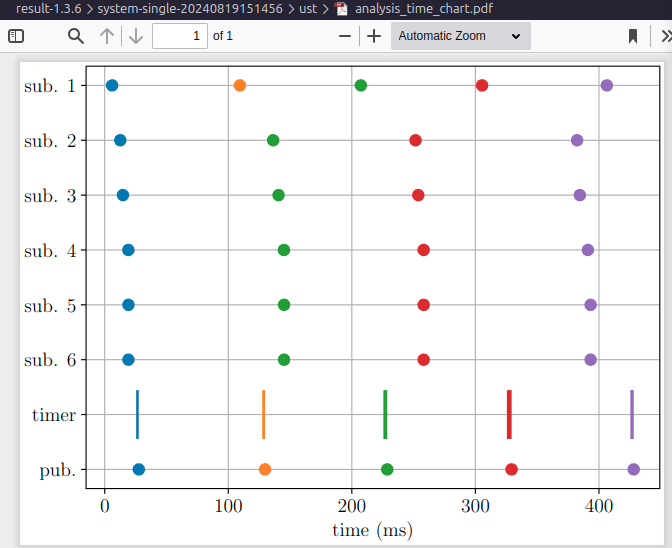 result-1.3.6 > system-single-20240819151456 > ust > analysis_time_chart.pdf
1 of 1 Automatic Zoom
sub. 1
sub. 2
sub. 3
sub. 4
sub. 5
sub. 6
timer
pub.
0 100 200 300 400
time (ms)